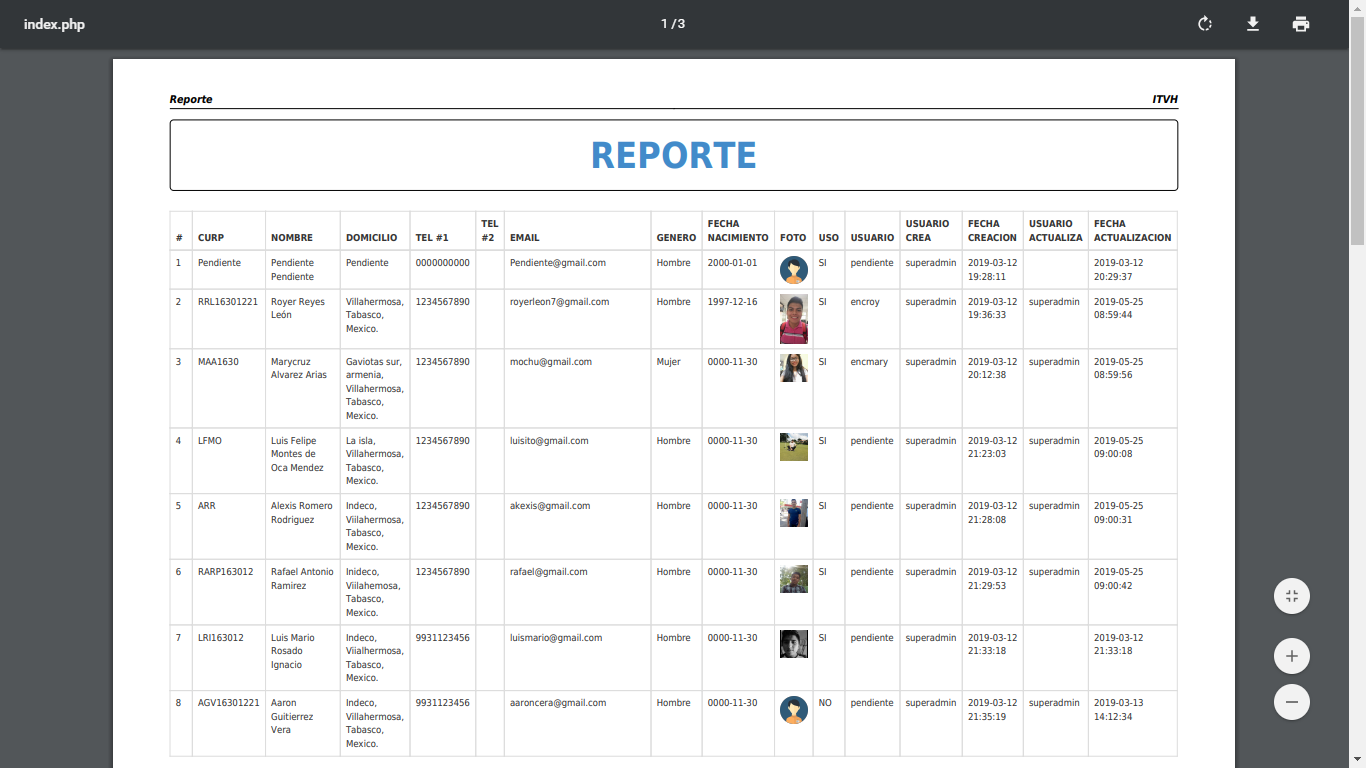 index.php
1 / 3
Reporte ITVH
REPORTE
# CURP NOMBRE DOMICILIO TEL #1 TEL #2 EMAIL GENERO FECHA NACIMIENTO FOTO USO USUARIO USUARIO CREA FECHA CREACION USUARIO ACTUALIZA FECHA ACTUALIZACION
1 Pendiente Pendiente Pendiente Pendiente 0000000000 Pendiente@gmail.com Hombre 2000-01-01 SI pendiente superadmin 2019-03-12 19:28:11 2019-03-12 20:29:37
2 RRL16301221 Royer Reyes León Villahermosa, Tabasco, Mexico. 1234567890 royerleon7@gmail.com Hombre 1997-12-16 SI encroy superadmin 2019-03-12 19:36:33 superadmin 2019-05-25 08:59:44
3 MAA1630 Marycruz Alvarez Arias Gaviotas sur, armenia, Villahermosa, Tabasco, Mexico. 1234567890 mochu@gmail.com Mujer 0000-11-30 SI encmary superadmin 2019-03-12 20:12:38 superadmin 2019-05-25 08:59:56
4 LFMO Luis Felipe Montes de Oca Mendez La isla, Villahermosa, Tabasco, Mexico. 1234567890 luisito@gmail.com Hombre 0000-11-30 SI pendiente superadmin 2019-03-12 21:23:03 superadmin 2019-05-25 09:00:08
5 ARR Alexis Romero Rodriguez Indeco, Viilahermosa, Tabasco, Mexico. 1234567890 akexis@gmail.com Hombre 0000-11-30 SI pendiente superadmin 2019-03-12 21:28:08 superadmin 2019-05-25 09:00:31
6 RARP163012 Rafael Antonio Ramirez Inideco, Viilahemosa, Tabasco, Mexico. 1234567890 rafael@gmail.com Hombre 0000-11-30 SI pendiente superadmin 2019-03-12 21:29:53 superadmin 2019-05-25 09:00:42
7 LRI163012 Luis Mario Rosado Ignacio Indeco, Viialhermosa, Tabasco, Mexico. 9931123456 luismario@gmail.com Hombre 0000-11-30 SI pendiente superadmin 2019-03-12 21:33:18 2019-03-12 21:33:18
8 AGV16301221 Aaron Guitierrez Vera Indeco, Villahermosa, Tabasco, Mexico. 9931123456 aaroncera@gmail.com Hombre 0000-11-30 NO pendiente superadmin 2019-03-12 21:35:19 superadmin 2019-03-13 14:12:34